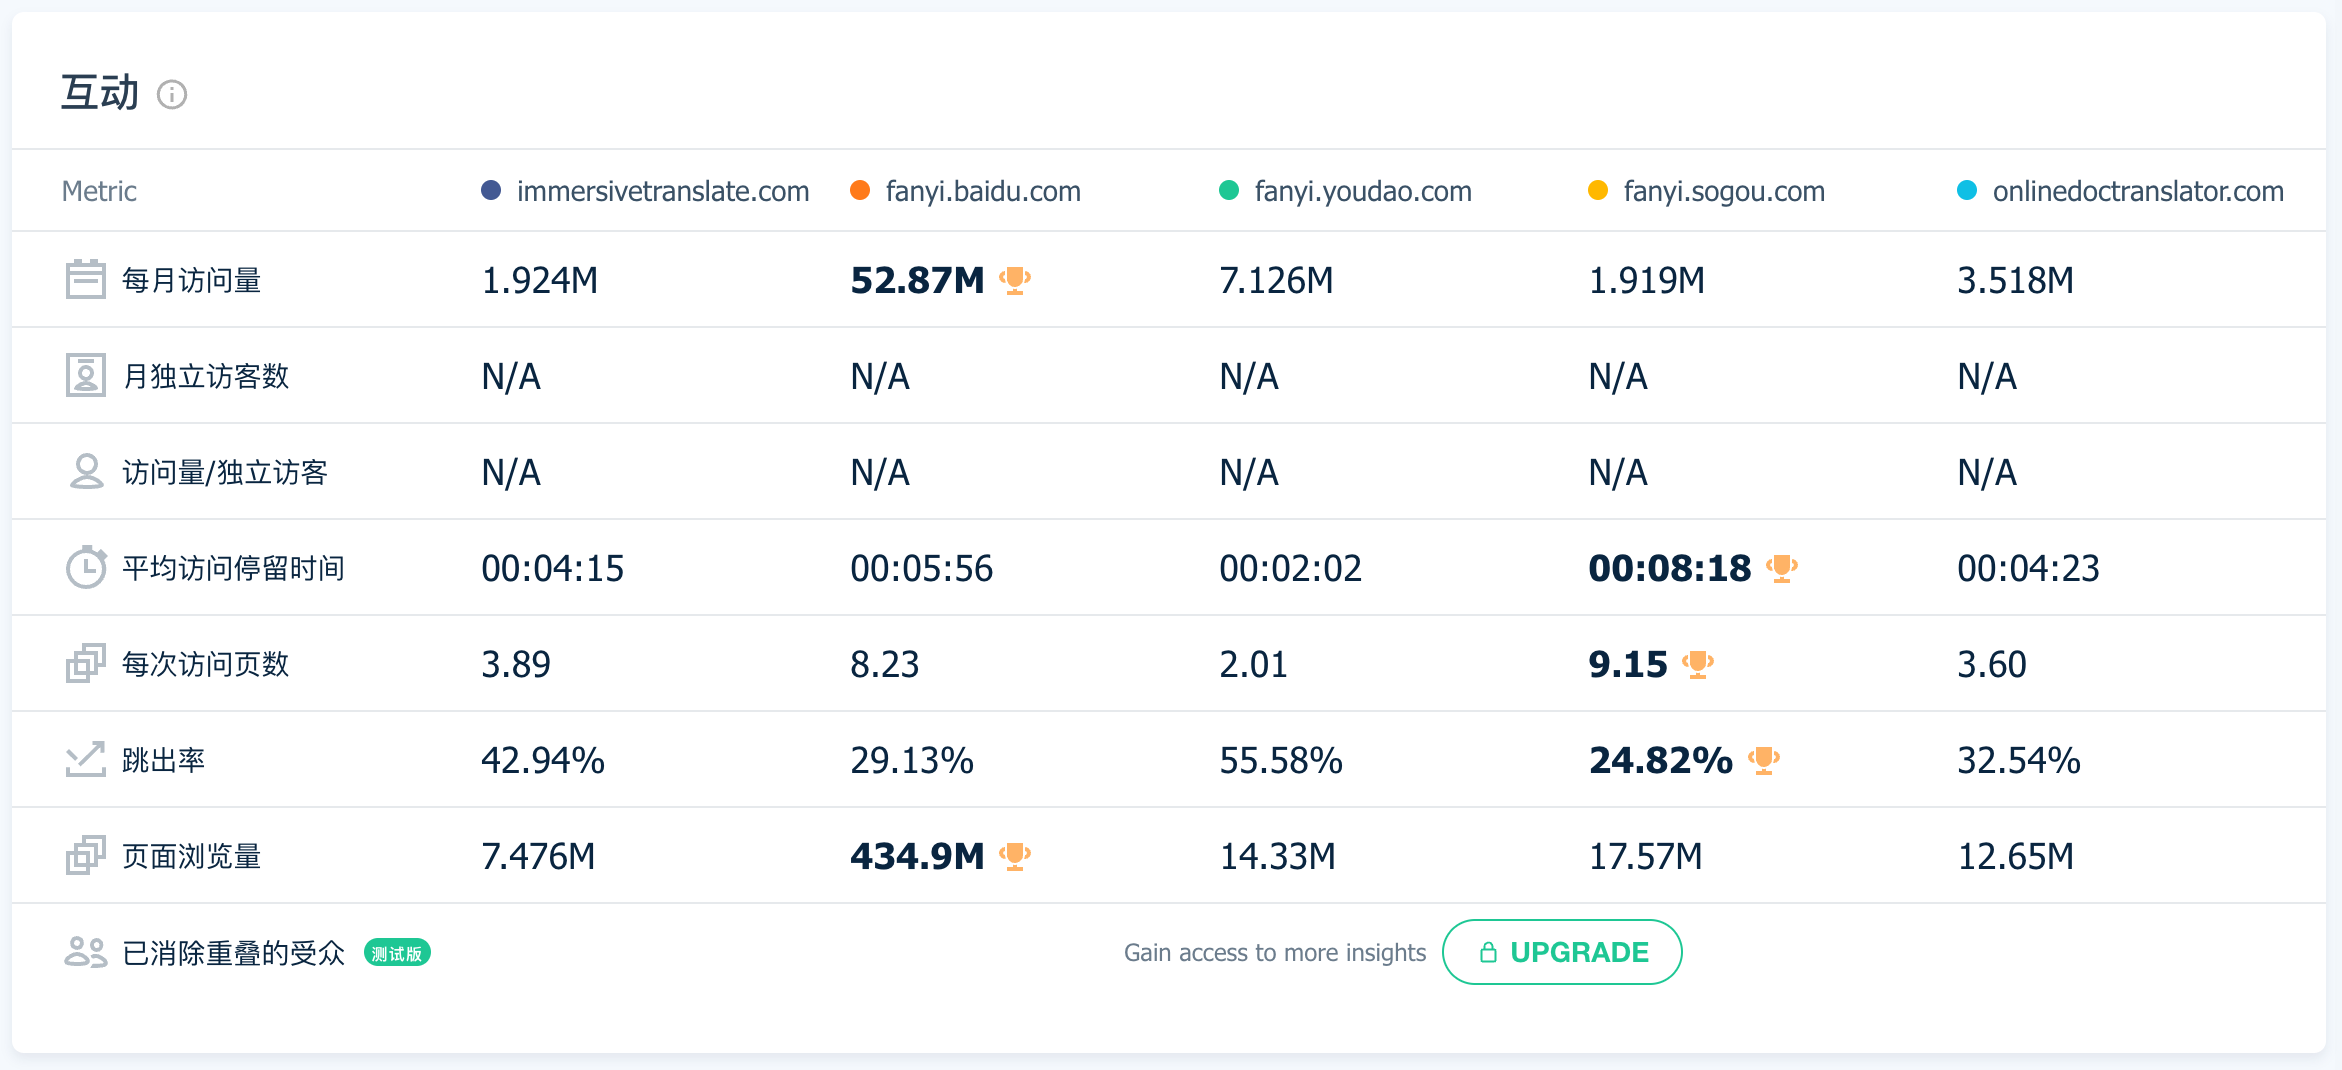 互动
Metric immersivetranslate.com fanyi.baidu.com fanyi.youdao.com fanyi.sogou.com onlinedoctranslator.com
每月访问量 1.924M 52.87M 7.126M 1.919M 3.518M
月独立访客数 N/A N/A N/A N/A N/A
访问量/独立访客 N/A N/A N/A N/A N/A
平均访问停留时间 00:04:15 00:05:56 00:02:02 00:08:18 00:04:23
每次访问页数 3.89 8.23 2.01 9.15 3.60
跳出率 42.94% 29.13% 55.58% 24.82% 32.54%
页面浏览量 7.476M 434.9M 14.33M 17.57M 12.65M
已消除重叠的受众 测试版 Gain access to more insights UPGRADE